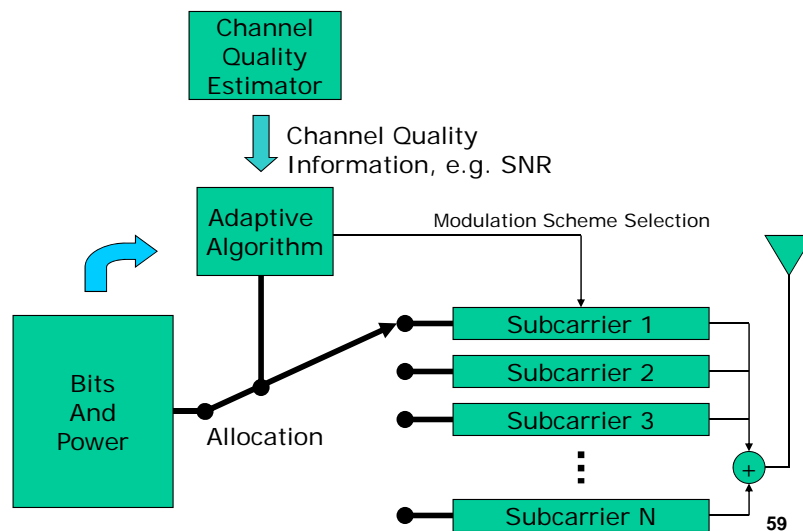 Channel
Quality
Estimator
Channel Quality
Information, e.g. SNR
Adaptive
Algorithm
Modulation Scheme Selection
Bits
And
Power
Allocation
Subcarrier 1
Subcarrier 2
Subcarrier 3
Subcarrier N
+
59